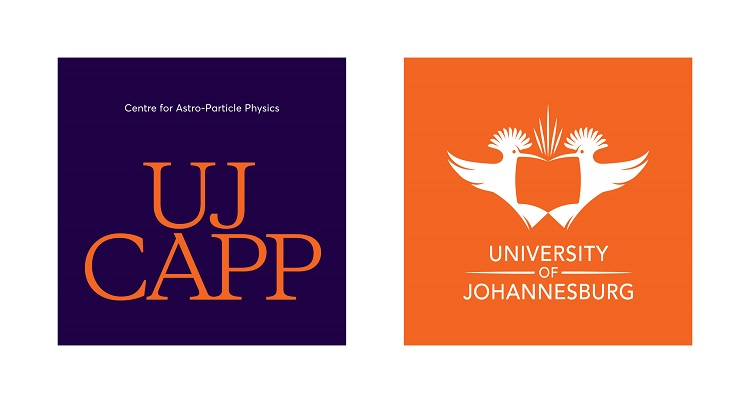 Centre for Astro-Particle Physics
UJ
CAPP
UNIVERSITY
OF
JOHANNESBURG